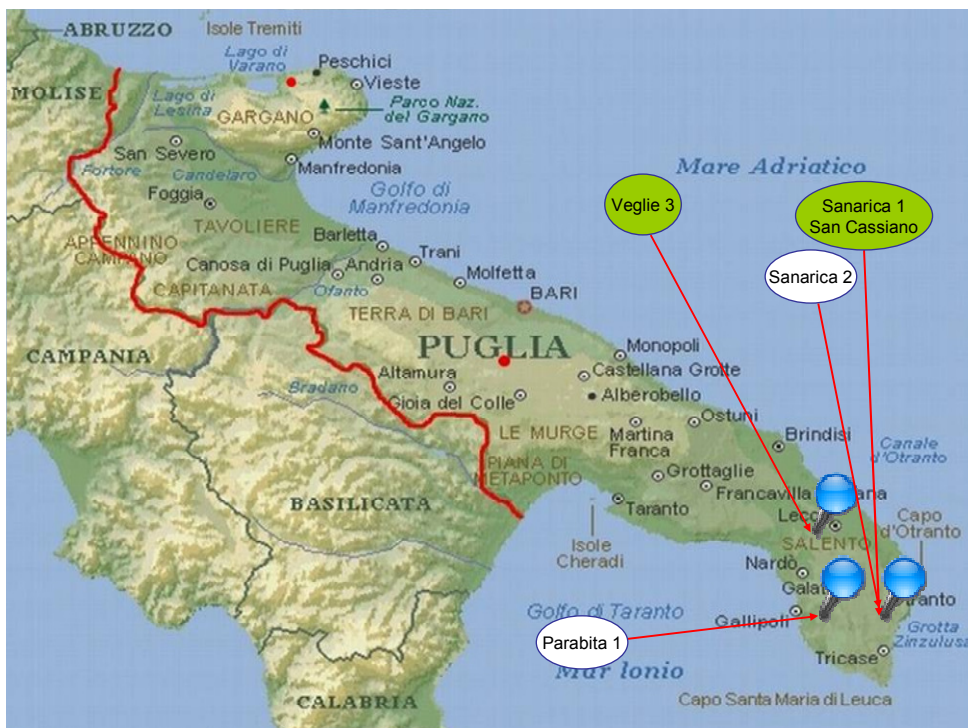 ABRUZZO
Isole Tremiti
Lago di
Varano
Peschici
Vieste
MOLISE
Lago di
Lesina
Parco Naz.
del Gargano
GARGANO
Monte Sant'Angelo
San Severo
Manfredonia
Fortore
Candelaro
Foggia
Golfo di
Manfredonia
Mare Adriatico
Veglie 3
Sanarica 1
San Cassiano
Sanarica 2
TAVOLIERE
APPENNINO
CAMPANO
Barletta
Trani
Canosa di Puglia
Andria
Molfetta
CAPITANATA
Ofanto
BARI
TERRA DI BARI
CAMPANIA
PUGLIA
Monopoli
Altamura
Castellana Grotte
Bradano
Gioia del Colle
Alberobello
LE MURGE
Martina
Franca
Ostuni
Brindisi
PIANA DI
METAPONTO
Grottaglie
Canale
d'Otranto
BASILICATA
Francavilla
Taranto
Capo
d'Otranto
Isole
Cheradi
SALENTO
Nardò
Golfo di Taranto
Gallipoli
Grotta
Zinzulusa
Parabita 1
Tricase
Mar Ionio
CALABRIA
Capo Santa Maria di Leuca